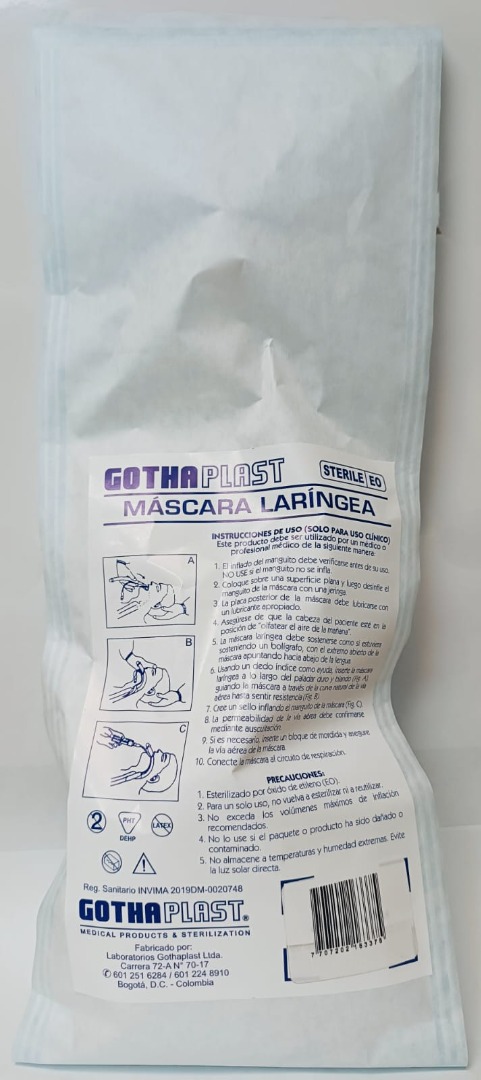 GOTHAPLAST
STERILE EO
MÁSCARA LARÍNGEA
INSTRUCCIONES DE USO (SOLO PARA USO CLÍNICO)
Este producto debe ser utilizado por un médico o
profesional médico de la siguiente manera:
1. El inflado del manguito debe verificarse antes de su uso.
NO USE si el manguito no se infla.
2. Coloque sobre una superficie plana y luego desinfle el
manguito de la máscara con una jeringa.
3. La placa posterior de la máscara debe lubricarse con
un lubricante apropiado.
4. Asegúrese de que la cabeza del paciente esté en la
posición de "olfatear el aire de la mañana".
5. La máscara laríngea debe sostenerse como si estuviera
sosteniendo un bolígrafo, con el extremo abierto de la
máscara apuntando hacia abajo de la lengua.
6. Usando un dedo índice como ayuda, inserte la máscara
laríngea a lo largo del paladar duro y blando (Fig. A),
guiando la máscara a través de la curva natural de la vía
aérea hasta sentir resistencia (Fig. B).
7. Cree un sello inflando el manguito de la máscara (Fig. C).
8. La permeabilidad de la vía aérea debe confirmarse
mediante auscultación.
9. Si es necesario, inserte un bloque de mordida y asegure
la vía aérea de la máscara.
10. Conecte la máscara al circuito de respiración.
A
B
C
PRECAUCIONES:
1. Esterilizado por óxido de etileno (EO).
2. Para un solo uso, no vuelva a esterilizar ni a reutilizar.
3. No exceda los volúmenes máximos de inflación
recomendados.
4. No lo use si el paquete o producto ha sido dañado o
contaminado.
5. No almacene a temperaturas y humedad extremas. Evite
la luz solar directa.
2
PHT
DEHP
LATEX
Reg. Sanitario INVIMA 2019DM-0020748
GOTHAPLAST®
MEDICAL PRODUCTS & STERILIZATION
Fabricado por:
Laboratorios Gothaplast Ltda.
Carrera 72-A N° 70-17
✆ 601 251 6284 / 601 224 8910
Bogotá, D.C. - Colombia
7 707202 183375